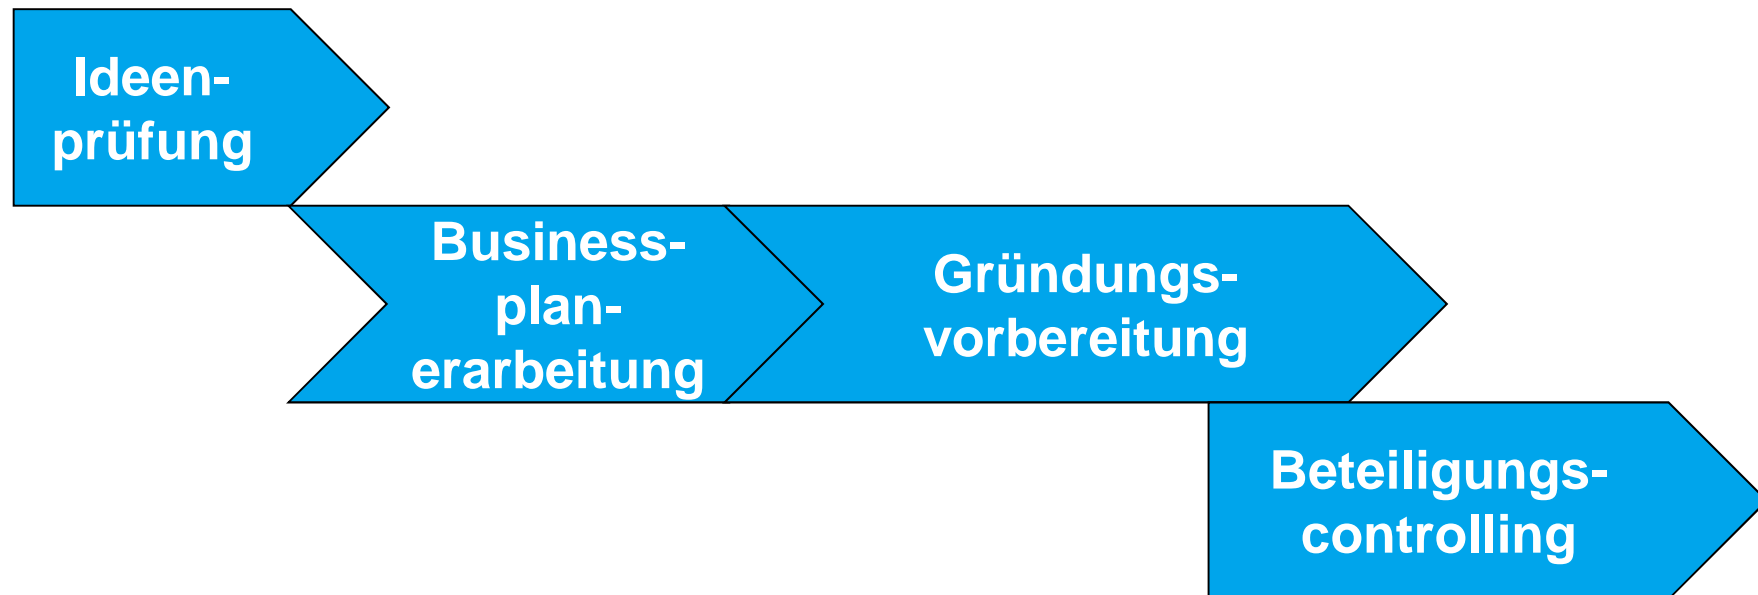 Ideen-
prüfung
Business-
plan-
erarbeitung
Gründungs-
vorbereitung
Beteiligungs-
controlling